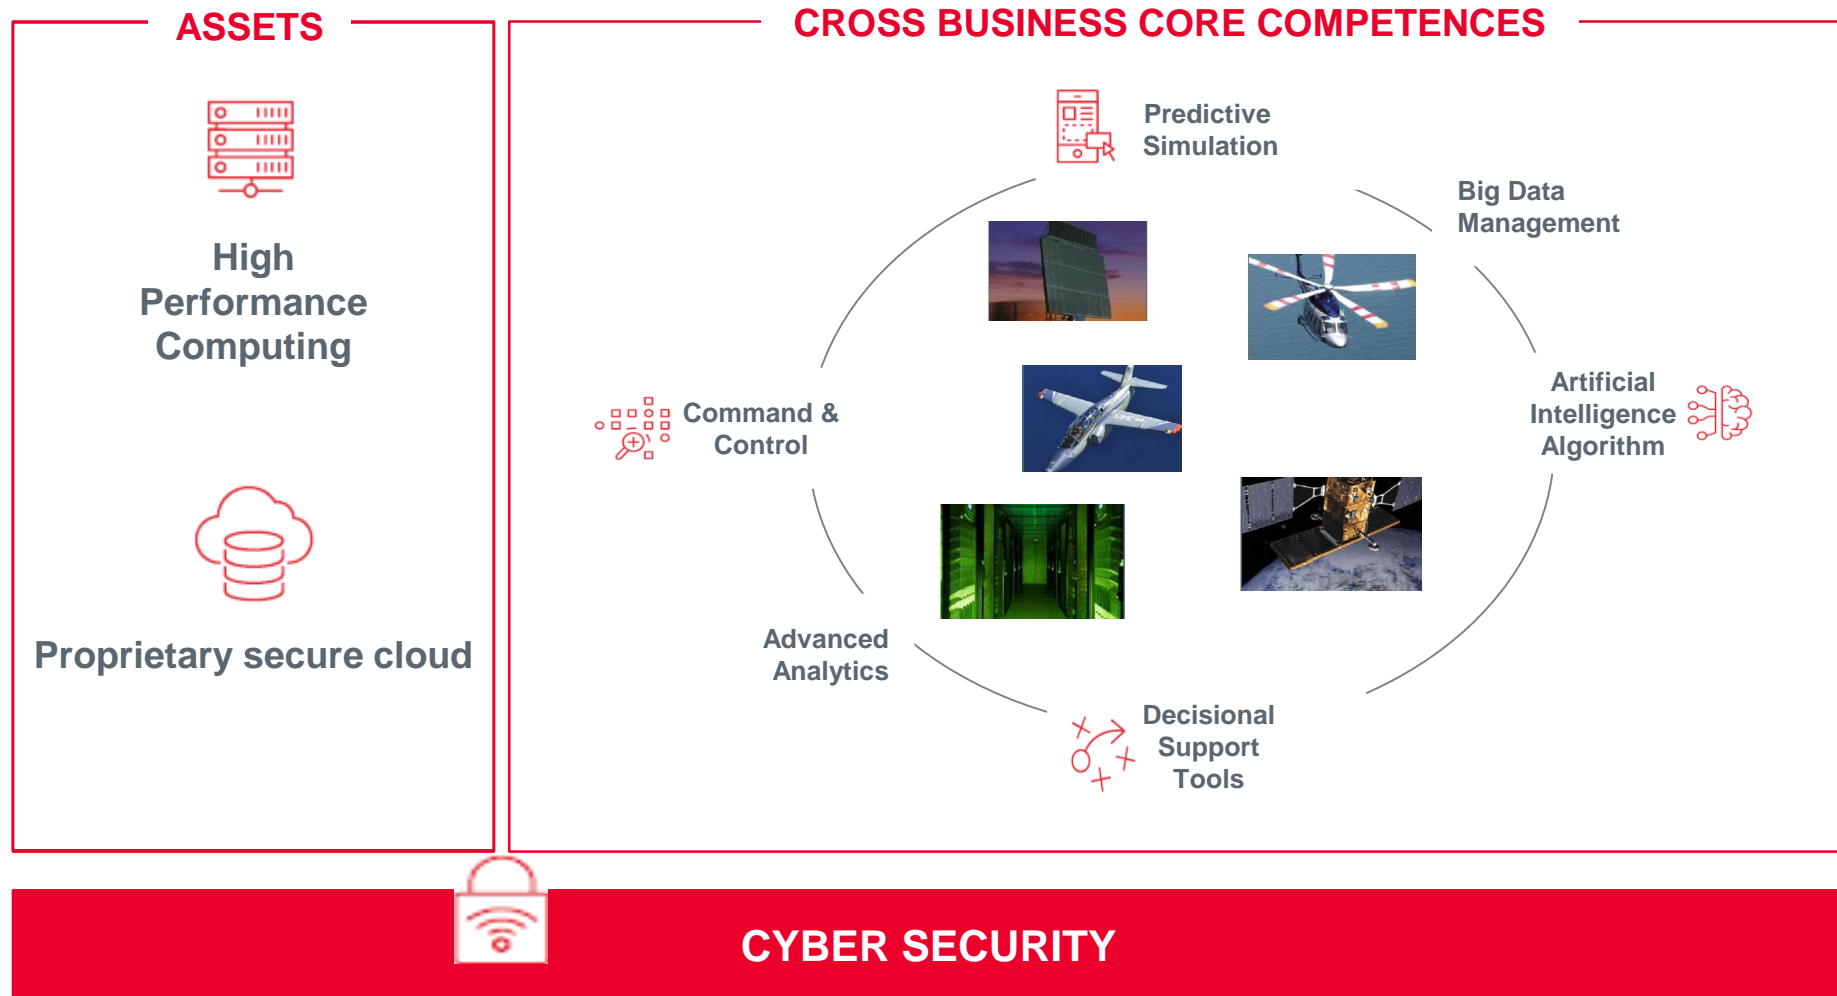 ASSETS
High
Performance
Computing
Proprietary secure cloud
CROSS BUSINESS CORE COMPETENCES
Predictive
Simulation
Big Data
Management
Artificial
Intelligence
Algorithm
Decisional
Support
Tools
Advanced
Analytics
Command &
Control
CYBER SECURITY